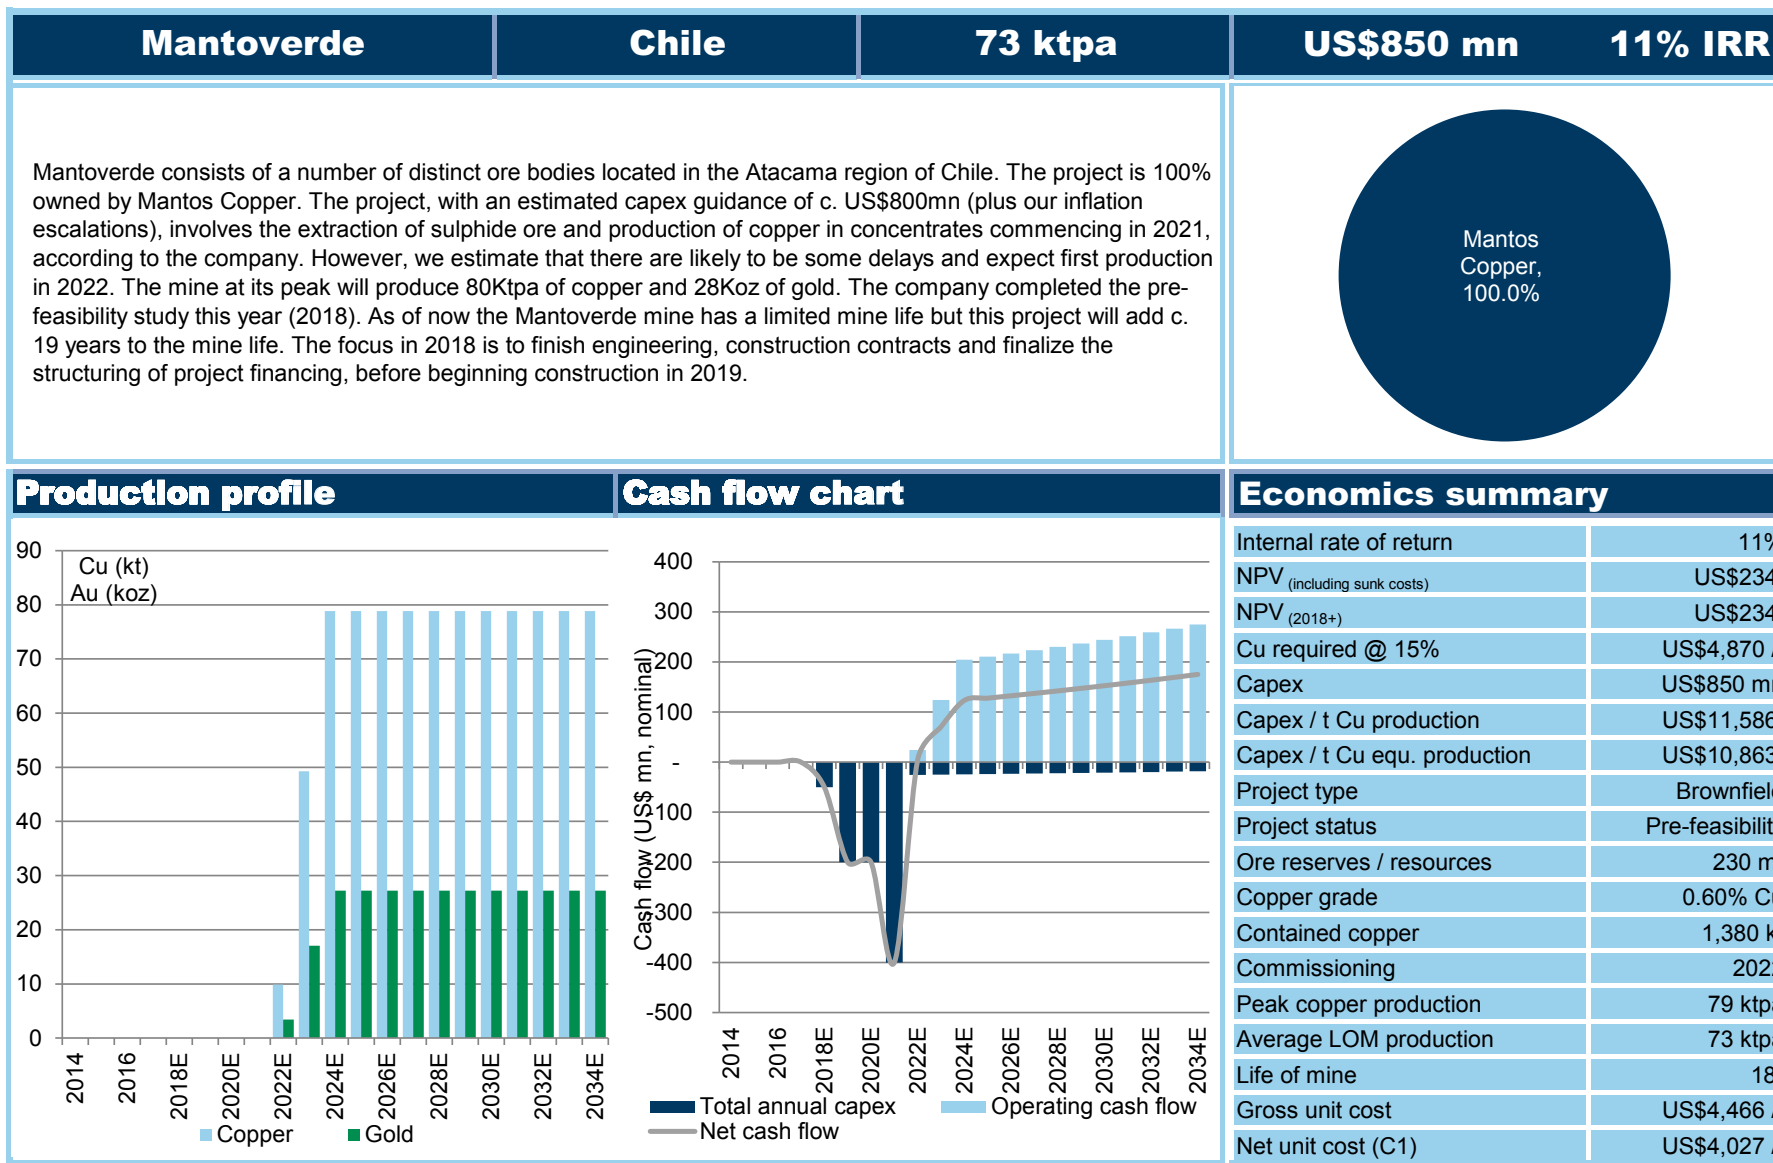 Mantoverde
Chile
73 ktpa
US$850 mn
11% IRR
Mantoverde consists of a number of distinct ore bodies located in the Atacama region of Chile. The project is 100%
owned by Mantos Copper. The project, with an estimated capex guidance of c. US$800mn (plus our inflation
escalations), involves the extraction of sulphide ore and production of copper in concentrates commencing in 2021,
according to the company. However, we estimate that there are likely to be some delays and expect first production
in 2022. The mine at its peak will produce 80Ktpa of copper and 28Koz of gold. The company completed the pre-
feasibility study this year (2018). As of now the Mantoverde mine has a limited mine life but this project will add c.
19 years to the mine life. The focus in 2018 is to finish engineering, construction contracts and finalize the
structuring of project financing, before beginning construction in 2019.
Mantos
Copper,
100.0%
Production profile
90
80
70
60
50
40
30
20
10
0
Cu (kt)
Au (koz)
2014
2016
2018E
2020E
2022E
2024E
2026E
2028E
2030E
2032E
2034E
Copper
Gold
Cash flow chart
Cash flow (US$ mn, nominal)
400
300
200
100
-
-100
-200
-300
-400
-500
2014
2016
2018E
2020E
2022E
2024E
2026E
2028E
2030E
2032E
2034E
Total annual capex
Operating cash flow
Net cash flow
Economics summary
Internal rate of return 11%
NPV (including sunk costs) US$234
NPV (2018+) US$234
Cu required @ 15% US$4,870 /
Capex US$850 mn
Capex / t Cu production US$11,586
Capex / t Cu equ. production US$10,863
Project type Brownfield
Project status Pre-feasibilit
Ore reserves / resources 230 m
Copper grade 0.60% Cu
Contained copper 1,380 k
Commissioning 2022
Peak copper production 79 ktpa
Average LOM production 73 ktpa
Life of mine 18
Gross unit cost US$4,466 /
Net unit cost (C1) US$4,027 /